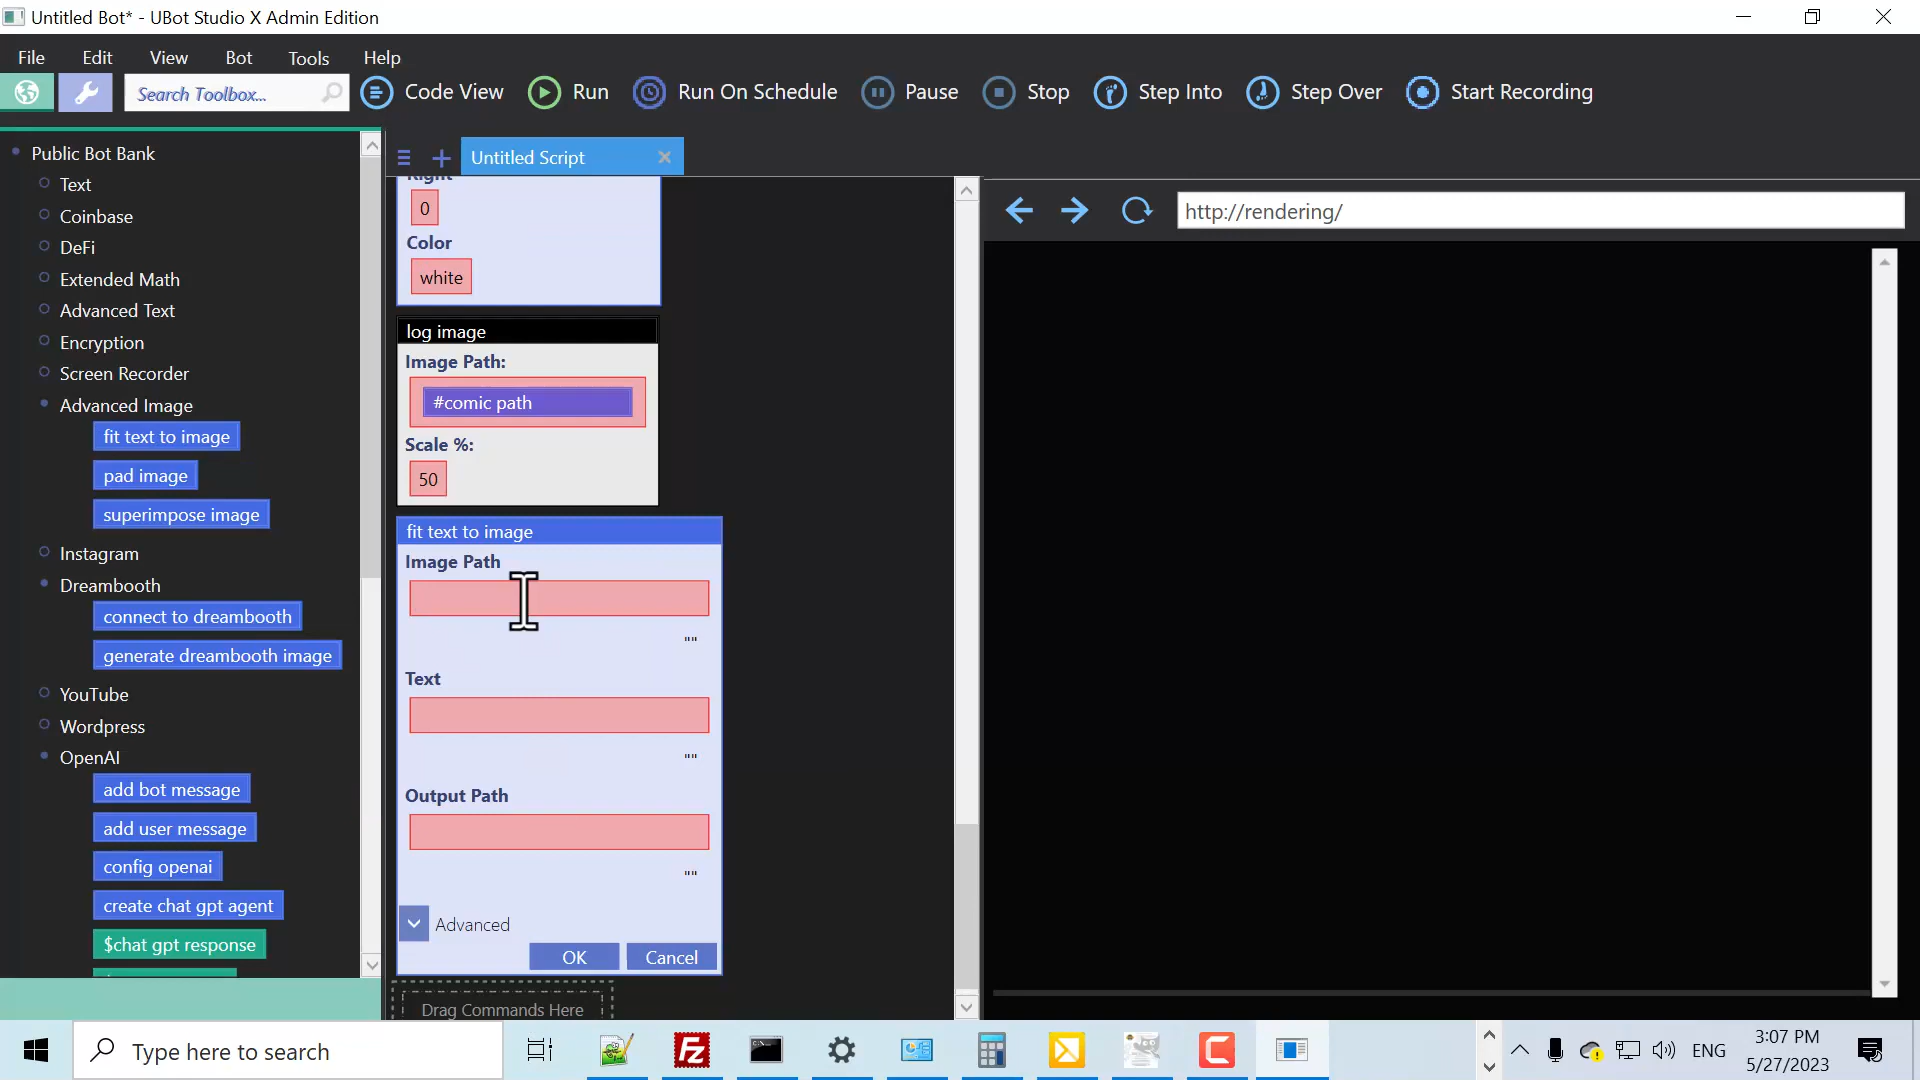 Untitled Bot* - UBot Studio X Admin Edition
File Edit View Bot Tools Help
Search Toolbox... Code View Run Run On Schedule Pause Stop Step Into Step Over Start Recording
Untitled Script
http://rendering/
Public Bot Bank
Text
Coinbase
DeFi
Extended Math
Advanced Text
Encryption
Screen Recorder
Advanced Image
fit text to image
pad image
superimpose image
Instagram
Dreambooth
connect to dreambooth
generate dreambooth image
YouTube
Wordpress
OpenAI
add bot message
add user message
config openai
create chat gpt agent
$chat gpt response
Right
0
Color
white
log image
Image Path:
#comic path
Scale %:
50
fit text to image
Image Path
""
Text
""
Output Path
""
Advanced
OK Cancel
Drag Commands Here
Type here to search
ENG
3:07 PM
5/27/2023